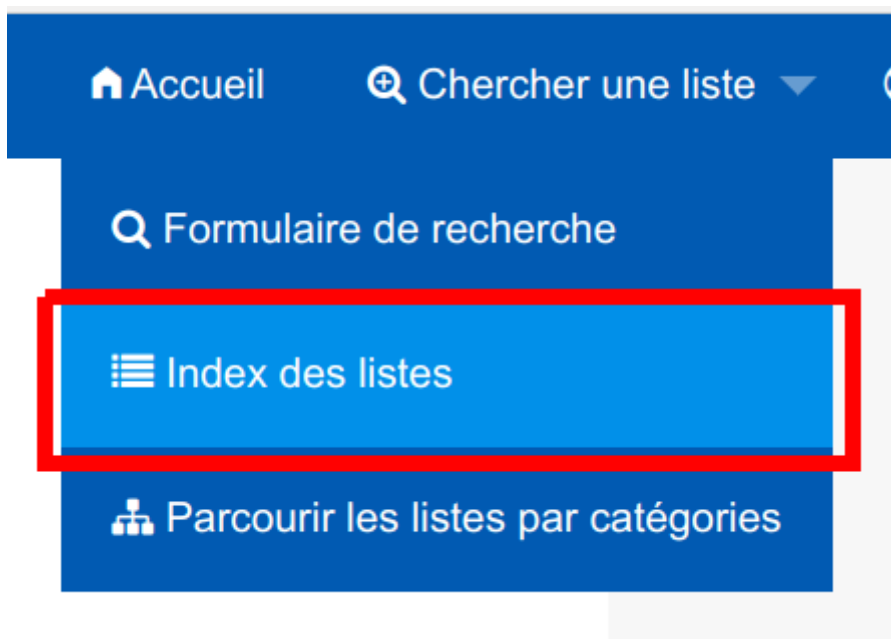 Accueil Chercher une liste
Formulaire de recherche
Index des listes
Parcourir les listes par catégories